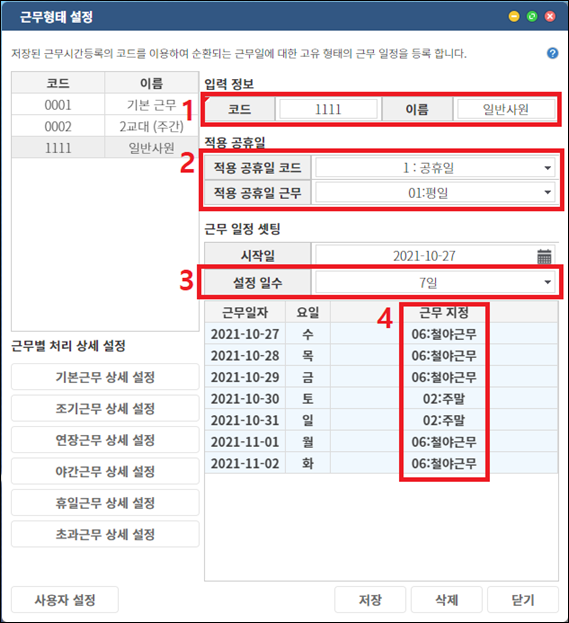 근무형태 설정
저장된 근무시간등록의 코드를 이용하여 순환되는 근무일에 대한 고유 형태의 근무 일정을 등록 합니다.
?
코드 이름
0001 기본 근무
0002 2교대 (주간)
1111 일반사원
입력 정보
1
코드 1111 이름 일반사원
적용 공휴일
2
적용 공휴일 코드 1 : 공휴일
적용 공휴일 근무 01:평일
근무 일정 셋팅
시작일 2021-10-27
3
설정 일수 7일
4
근무일자 요일 근무 지정
2021-10-27 수 06:철야근무
2021-10-28 목 06:철야근무
2021-10-29 금 06:철야근무
2021-10-30 토 02:주말
2021-10-31 일 02:주말
2021-11-01 월 06:철야근무
2021-11-02 화 06:철야근무
근무별 처리 상세 설정
기본근무 상세 설정
조기근무 상세 설정
연장근무 상세 설정
야간근무 상세 설정
휴일근무 상세 설정
초과근무 상세 설정
사용자 설정 저장 삭제 닫기